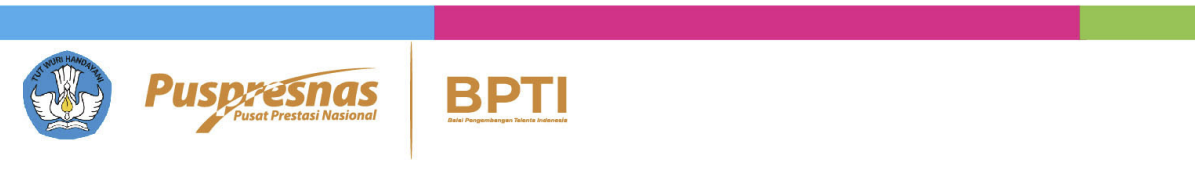 TUT WURI HANDAYANI
Puspresnas
Pusat Prestasi Nasional
BPTI
Balai Pengembangan Talenta Indonesia